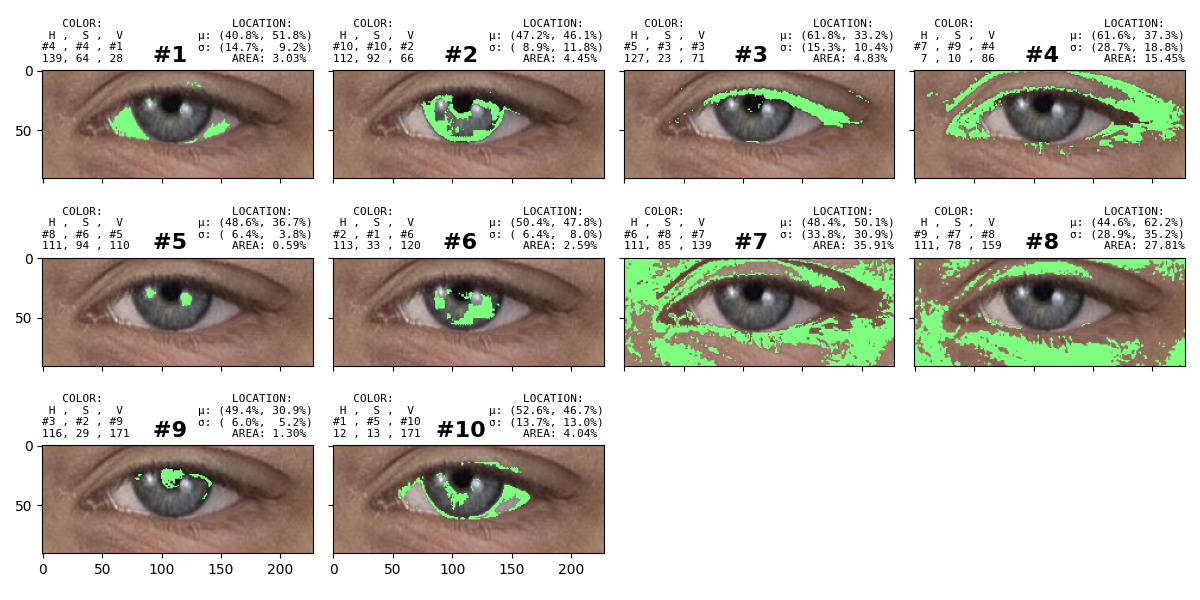 COLOR: LOCATION:
H , S , V μ: (40.8%, 51.8%)
#4 , #4 , #1 #1 σ: (14.7%, 9.2%)
139, 64 , 28 AREA: 3.03%
COLOR: LOCATION:
H , S , V μ: (47.2%, 46.1%)
#10, #10, #2 #2 σ: ( 8.9%, 11.8%)
112, 92 , 66 AREA: 4.45%
COLOR: LOCATION:
H , S , V μ: (61.8%, 33.2%)
#5 , #3 , #3 #3 σ: (15.3%, 10.4%)
127, 23 , 71 AREA: 4.83%
COLOR: LOCATION:
H , S , V μ: (61.6%, 37.3%)
#7 , #9 , #4 #4 σ: (28.7%, 18.8%)
7 , 10 , 86 AREA: 15.45%
0
50
COLOR: LOCATION:
H , S , V μ: (48.6%, 36.7%)
#8 , #6 , #5 #5 σ: ( 6.4%, 3.8%)
111, 94 , 110 AREA: 0.59%
COLOR: LOCATION:
H , S , V μ: (50.4%, 47.8%)
#2 , #1 , #6 #6 σ: ( 6.4%, 8.0%)
113, 33 , 120 AREA: 2.59%
COLOR: LOCATION:
H , S , V μ: (48.4%, 50.1%)
#6 , #8 , #7 #7 σ: (33.8%, 30.9%)
111, 85 , 139 AREA: 35.91%
COLOR: LOCATION:
H , S , V μ: (44.6%, 62.2%)
#9 , #7 , #8 #8 σ: (28.9%, 35.2%)
111, 78 , 159 AREA: 27.81%
0
50
COLOR: LOCATION:
H , S , V μ: (49.4%, 30.9%)
#3 , #2 , #9 #9 σ: ( 6.0%, 5.2%)
116, 29 , 171 AREA: 1.30%
COLOR: LOCATION:
H , S , V μ: (52.6%, 46.7%)
#1 , #5 , #10 #10 σ: (13.7%, 13.0%)
12 , 13 , 171 AREA: 4.04%
0
50
0 50 100 150 200
0 50 100 150 200